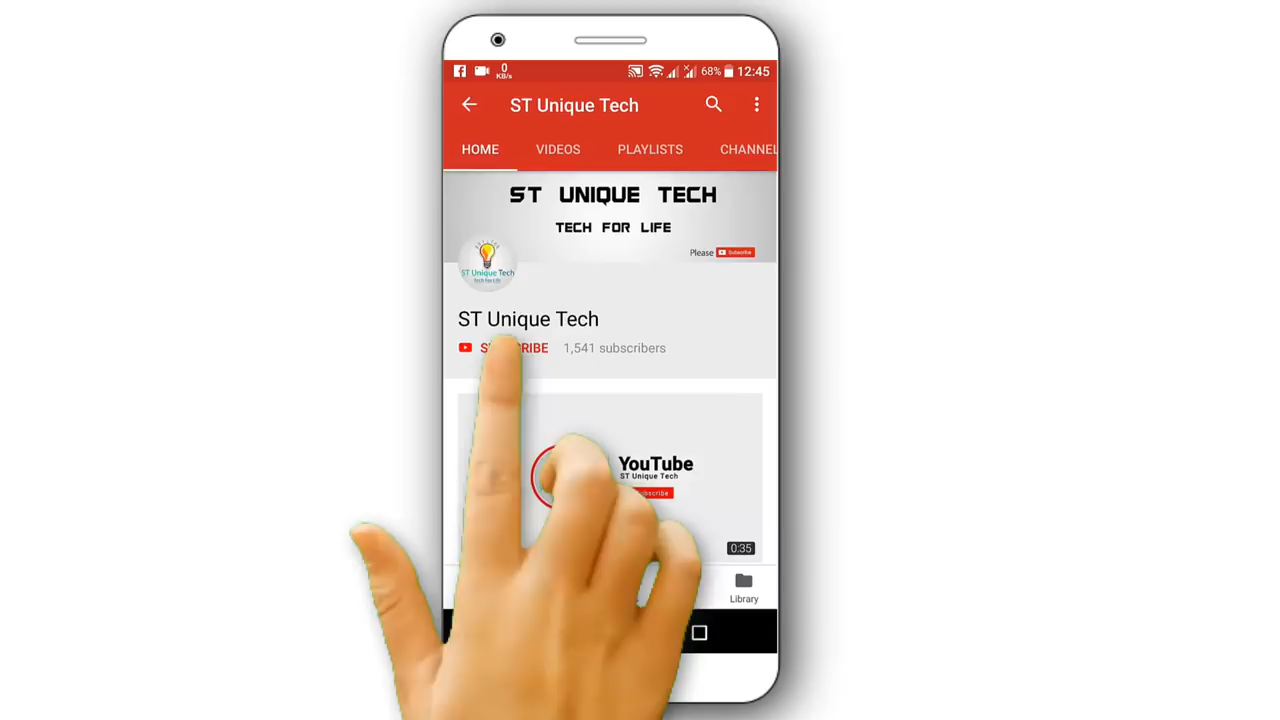 0
KB/s
68% 12:45
ST Unique Tech
HOME VIDEOS PLAYLISTS CHANNEL
ST UNIQUE TECH
TECH FOR LIFE
Please Subscribe
ST Unique Tech
Tech For Life
ST Unique Tech
1,541 subscribers
YouTube
ST Unique Tech
0:35
Library